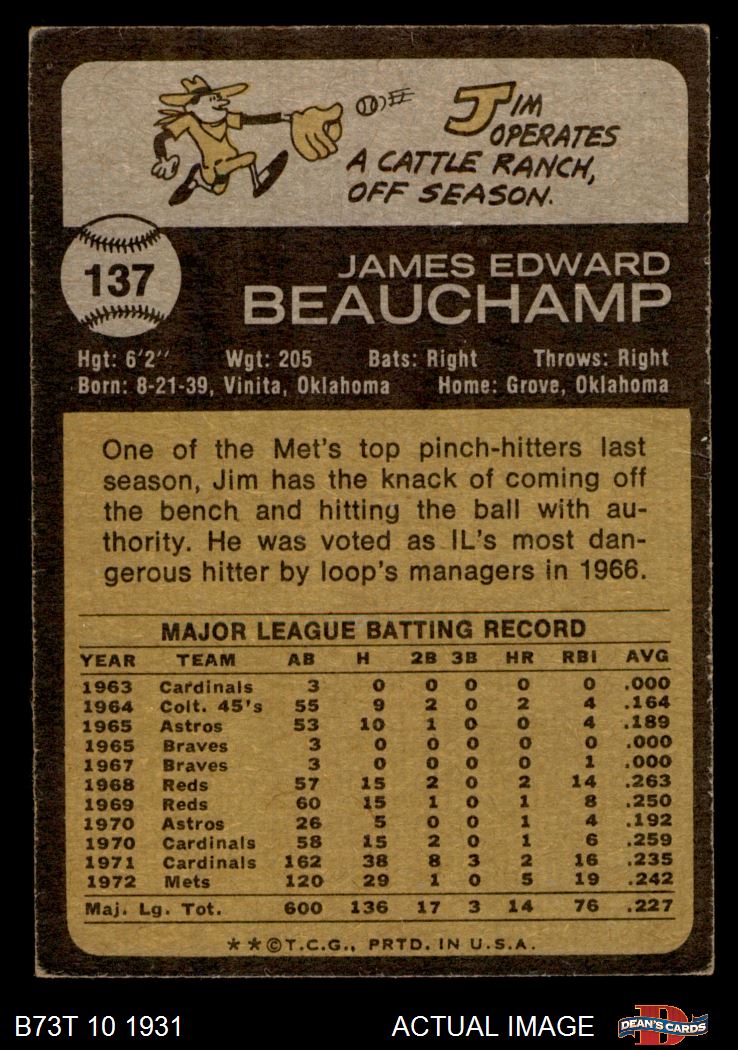 JIM
OPERATES
A CATTLE RANCH,
OFF SEASON.
137
JAMES EDWARD
BEAUCHAMP
Hgt: 6'2" Wgt: 205 Bats: Right Throws: Right
Born: 8-21-39, Vinita, Oklahoma Home: Grove, Oklahoma
One of the Met's top pinch-hitters last
season, Jim has the knack of coming off
the bench and hitting the ball with au-
thority. He was voted as IL's most dan-
gerous hitter by loop's managers in 1966.
MAJOR LEAGUE BATTING RECORD
YEAR TEAM AB H 2B 3B HR RBI AVG
1963 Cardinals 3 0 0 0 0 0 .000
1964 Colt. 45's 55 9 2 0 2 4 .164
1965 Astros 53 10 1 0 0 4 .189
1965 Braves 3 0 0 0 0 0 .000
1967 Braves 3 0 0 0 0 1 .000
1968 Reds 57 15 2 0 2 14 .263
1969 Reds 60 15 1 0 1 8 .250
1970 Astros 26 5 0 0 1 4 .192
1970 Cardinals 58 15 2 0 1 6 .259
1971 Cardinals 162 38 8 3 2 16 .235
1972 Mets 120 29 1 0 5 19 .242
Maj. Lg. Tot. 600 136 17 3 14 76 .227
**©T.C.G., PRTD. IN U.S.A.
B73T 10 1931 ACTUAL IMAGE
DEAN'S CARDS